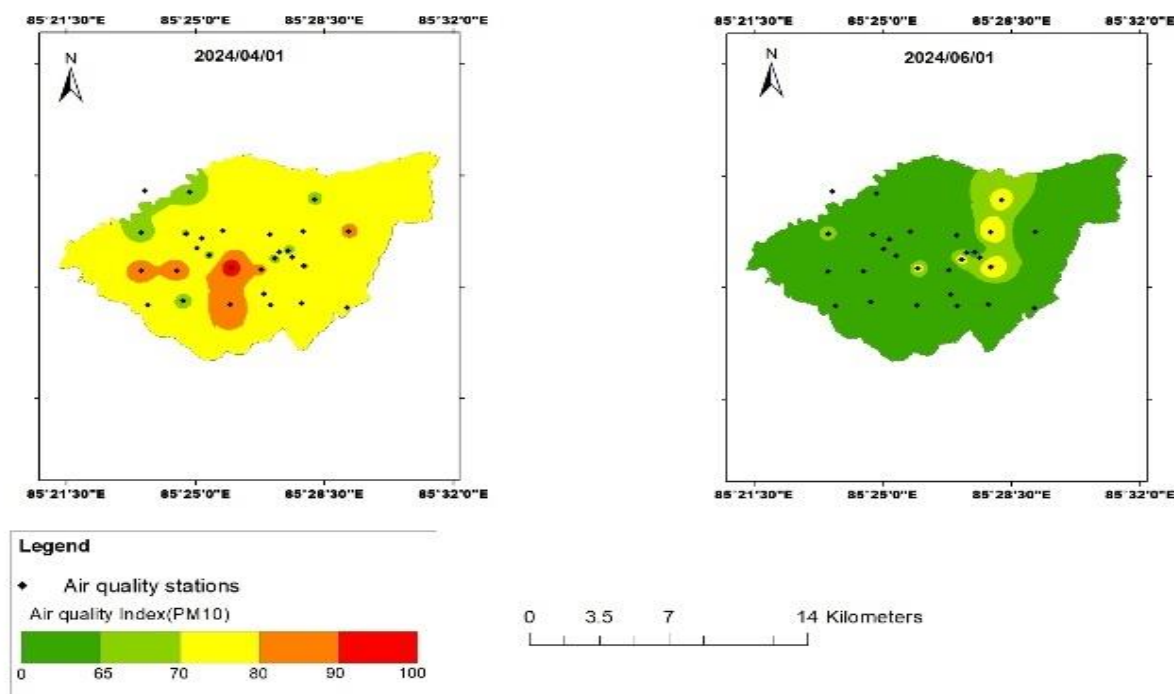 85°21'30"E 85°25'0"E 85°28'30"E 85°32'0"E
N
2024/04/01
85°21'30"E 85°25'0"E 85°28'30"E 85°32'0"E
85°21'30"E 85°25'0"E 85°28'30"E 85°32'0"E
N
2024/06/01
85°21'30"E 85°25'0"E 85°28'30"E 85°32'0"E
Legend
Air quality stations
Air quality Index(PM10)
0 65 70 80 90 100
0 3.5 7 14 Kilometers